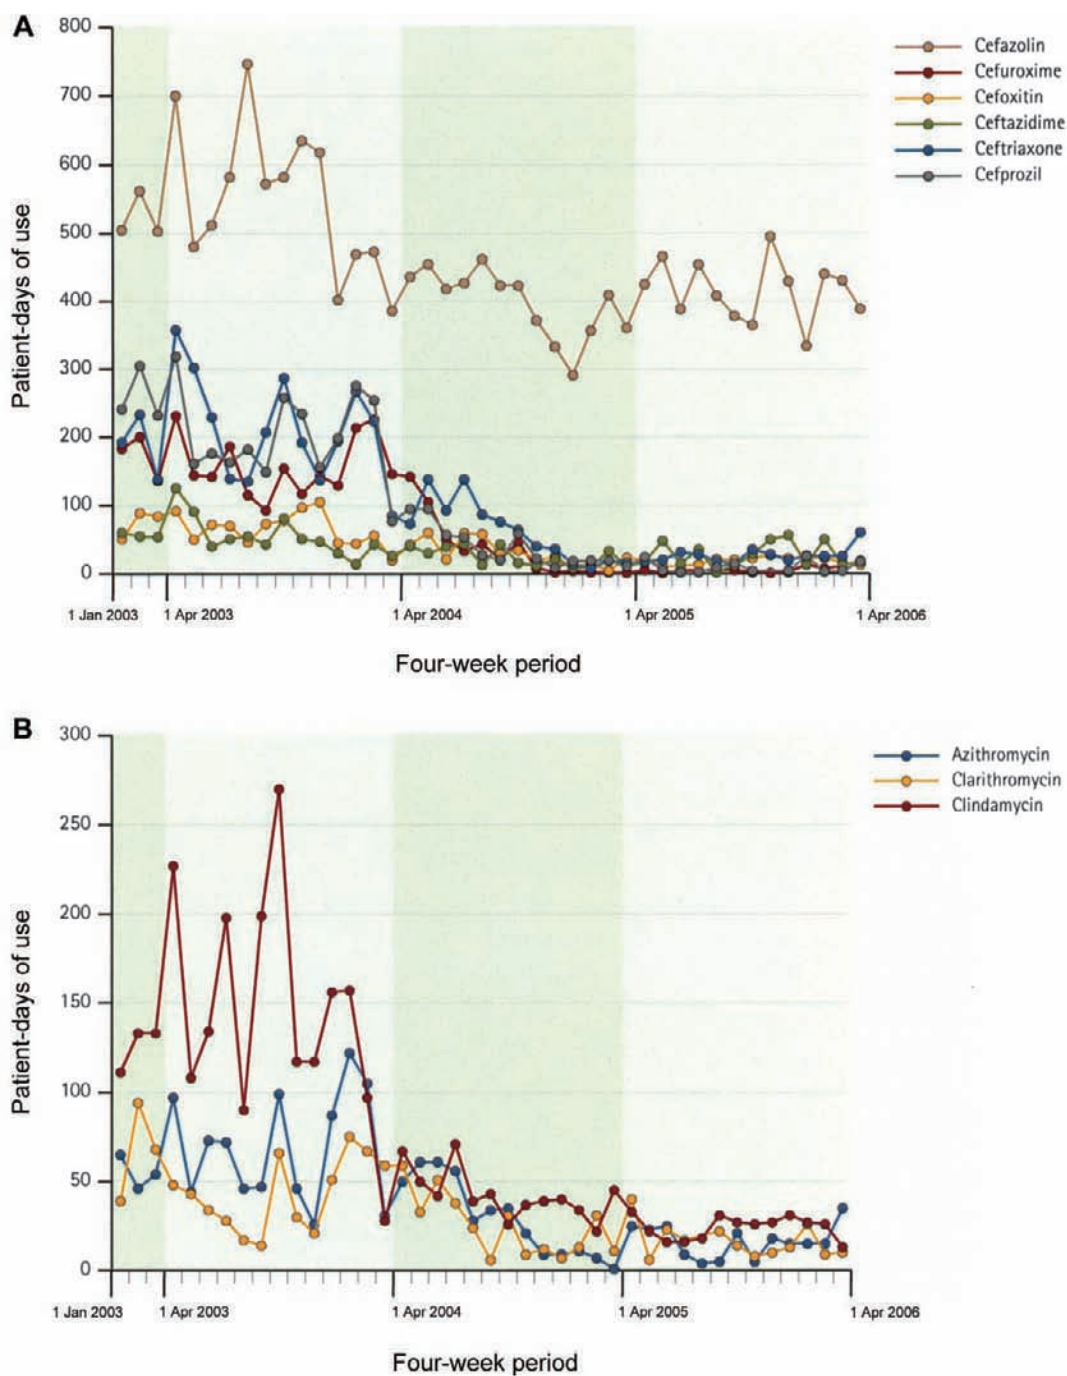 A
800
700
600
500
400
300
200
100
0
Patient-days of use
Cefazolin
Cefuroxime
Cefoxitin
Ceftazidime
Ceftriaxone
Cefprozil
1 Jan 2003 1 Apr 2003 1 Apr 2004 1 Apr 2005 1 Apr 2006
Four-week period
B
300
250
200
150
100
50
0
Patient-days of use
Azithromycin
Clarithromycin
Clindamycin
1 Jan 2003 1 Apr 2003 1 Apr 2004 1 Apr 2005 1 Apr 2006
Four-week period